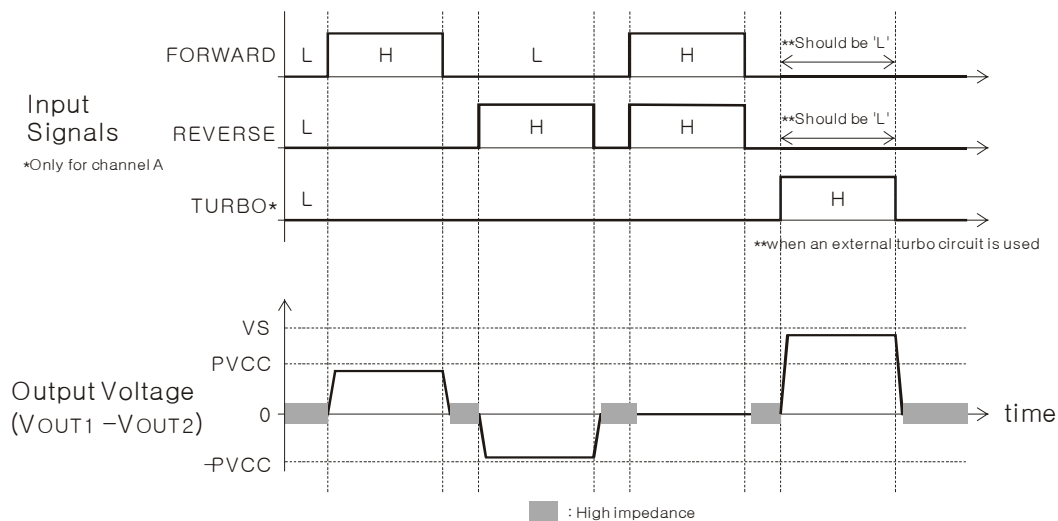 FORWARD L H L H **Should be 'L'
Input
Signals
*Only for channel A
REVERSE L H H **Should be 'L'
TURBO* L H
**when an external turbo circuit is used
VS
PVCC
Output Voltage
(VOUT1 -VOUT2)
0
time
-PVCC
: High impedance